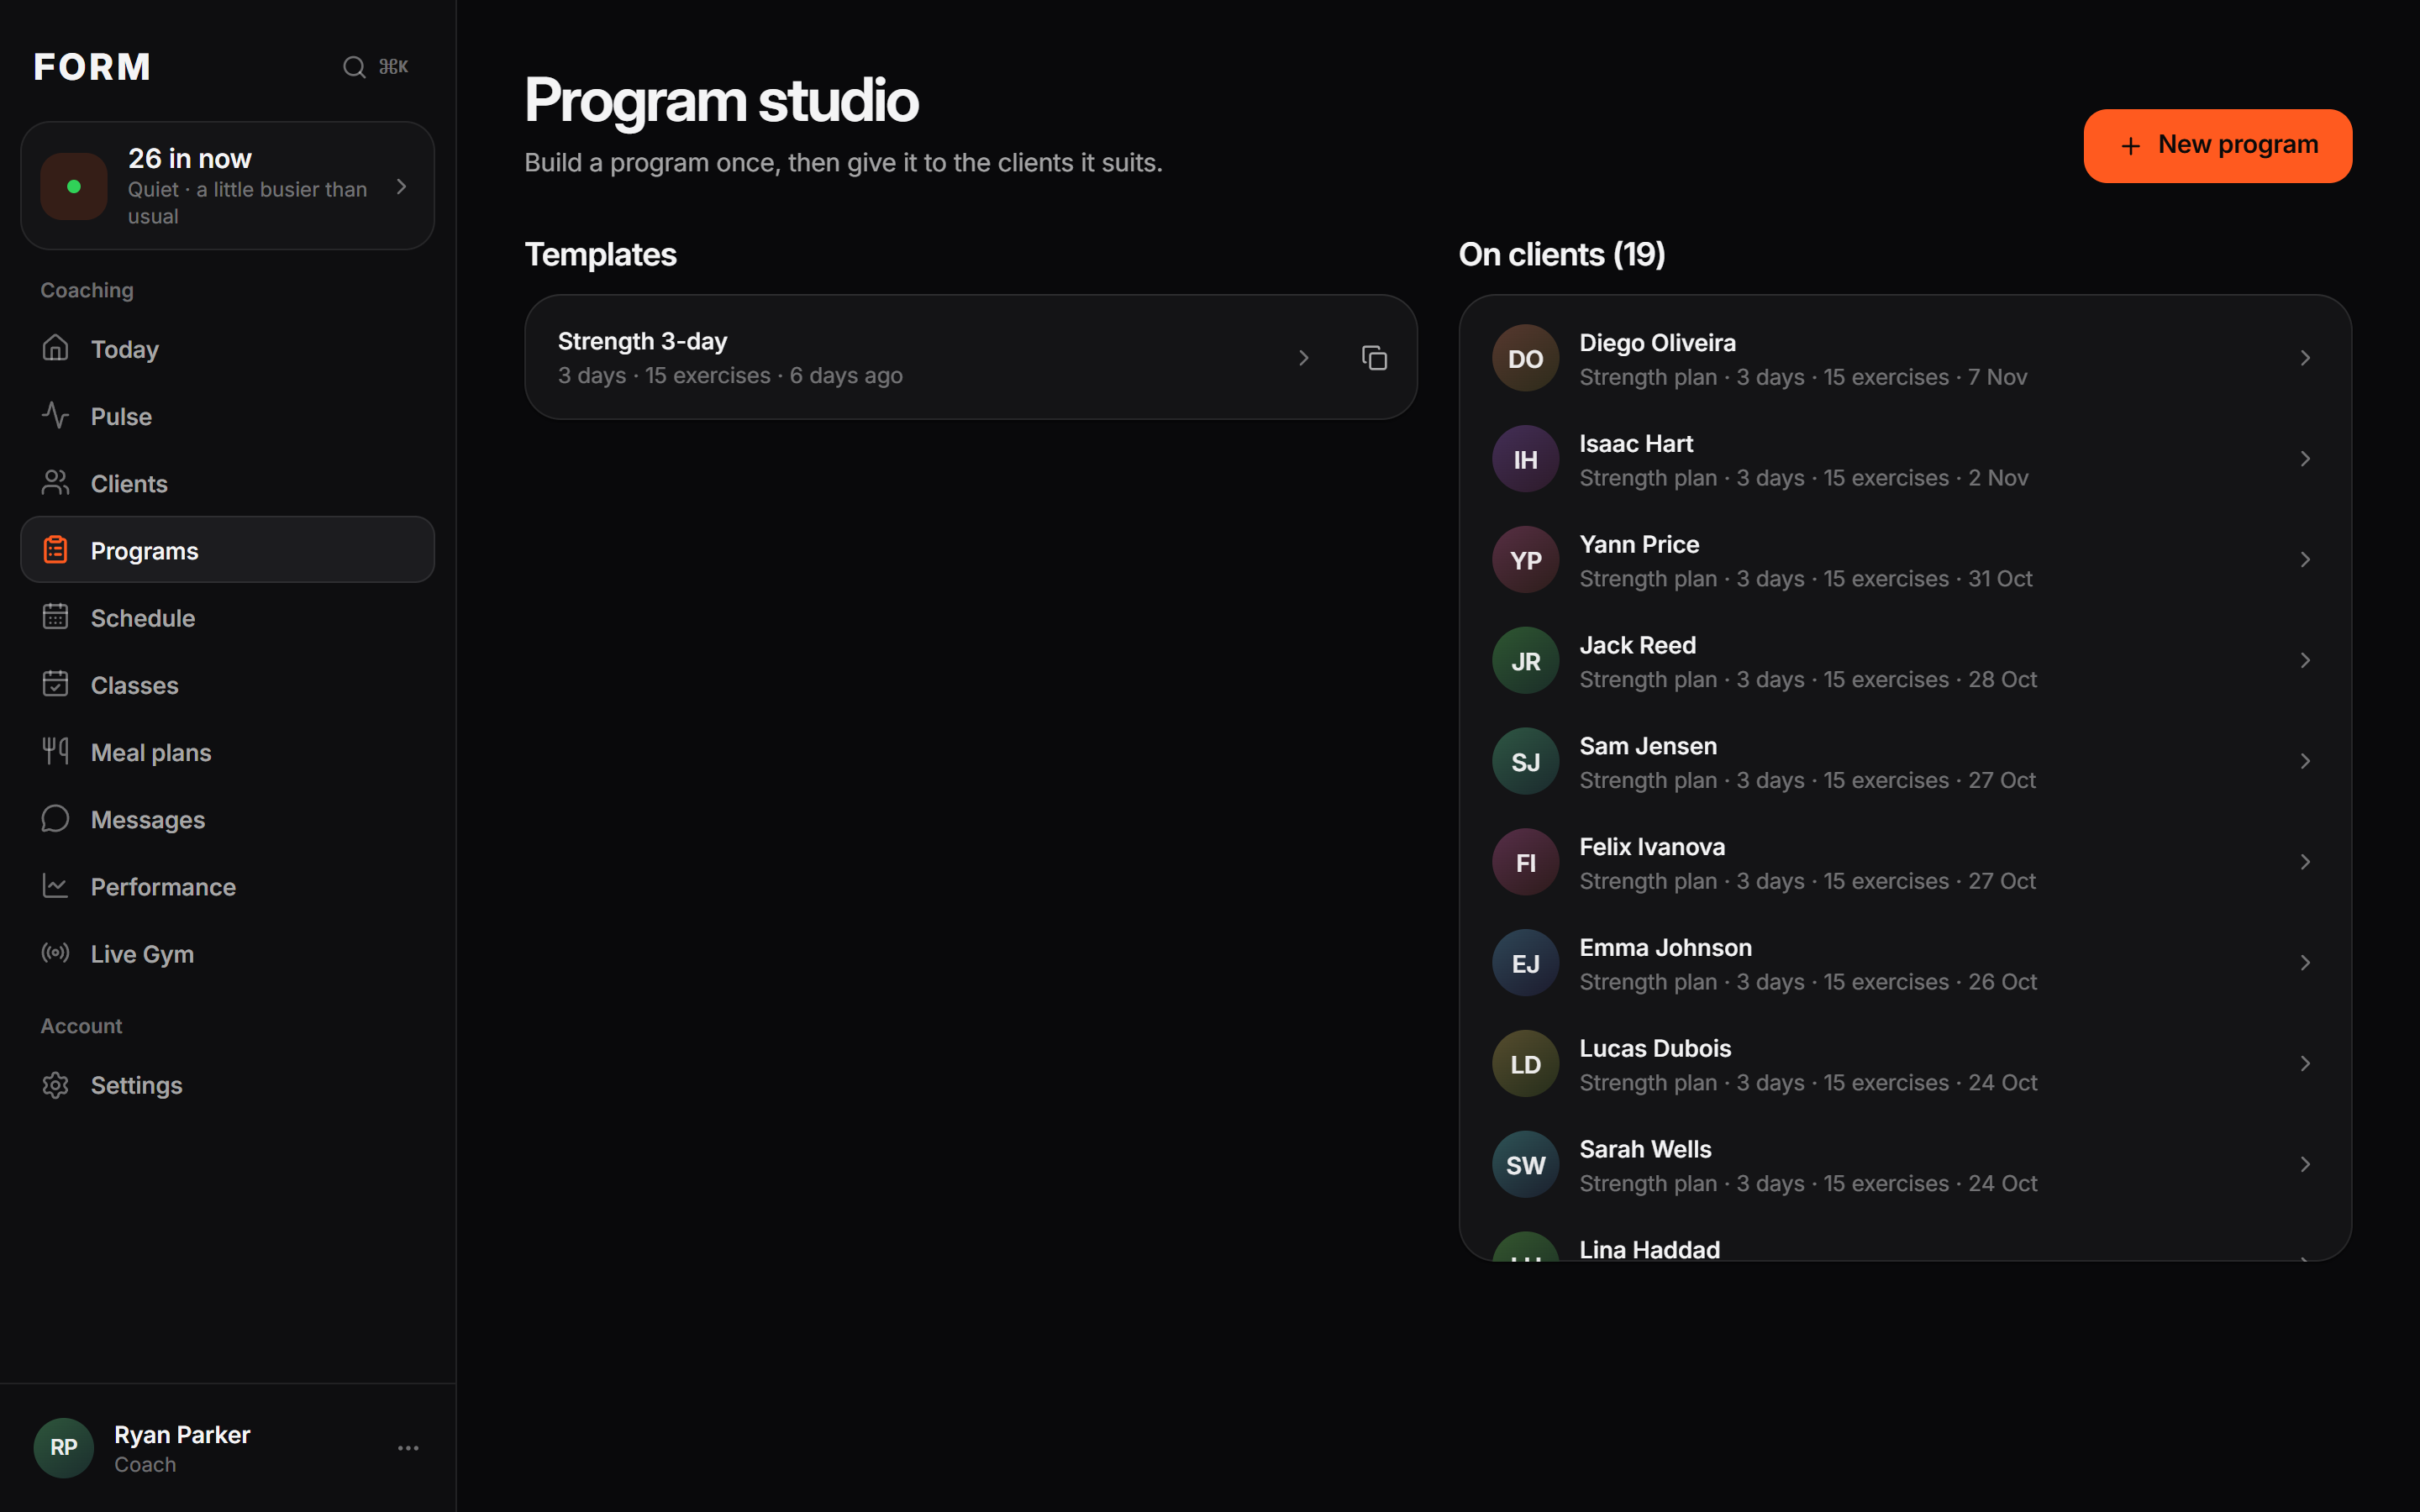 FORM
⌘K
26 in now
Quiet · a little busier than
usual
Coaching
Today
Pulse
Clients
Programs
Schedule
Classes
Meal plans
Messages
Performance
Live Gym
Account
Settings
RP
Ryan Parker
Coach
Program studio
Build a program once, then give it to the clients it suits.
New program
Templates
Strength 3-day
3 days · 15 exercises · 6 days ago
On clients (19)
DO
Diego Oliveira
Strength plan · 3 days · 15 exercises · 7 Nov
IH
Isaac Hart
Strength plan · 3 days · 15 exercises · 2 Nov
YP
Yann Price
Strength plan · 3 days · 15 exercises · 31 Oct
JR
Jack Reed
Strength plan · 3 days · 15 exercises · 28 Oct
SJ
Sam Jensen
Strength plan · 3 days · 15 exercises · 27 Oct
FI
Felix Ivanova
Strength plan · 3 days · 15 exercises · 27 Oct
EJ
Emma Johnson
Strength plan · 3 days · 15 exercises · 26 Oct
LD
Lucas Dubois
Strength plan · 3 days · 15 exercises · 24 Oct
SW
Sarah Wells
Strength plan · 3 days · 15 exercises · 24 Oct
Lina Haddad